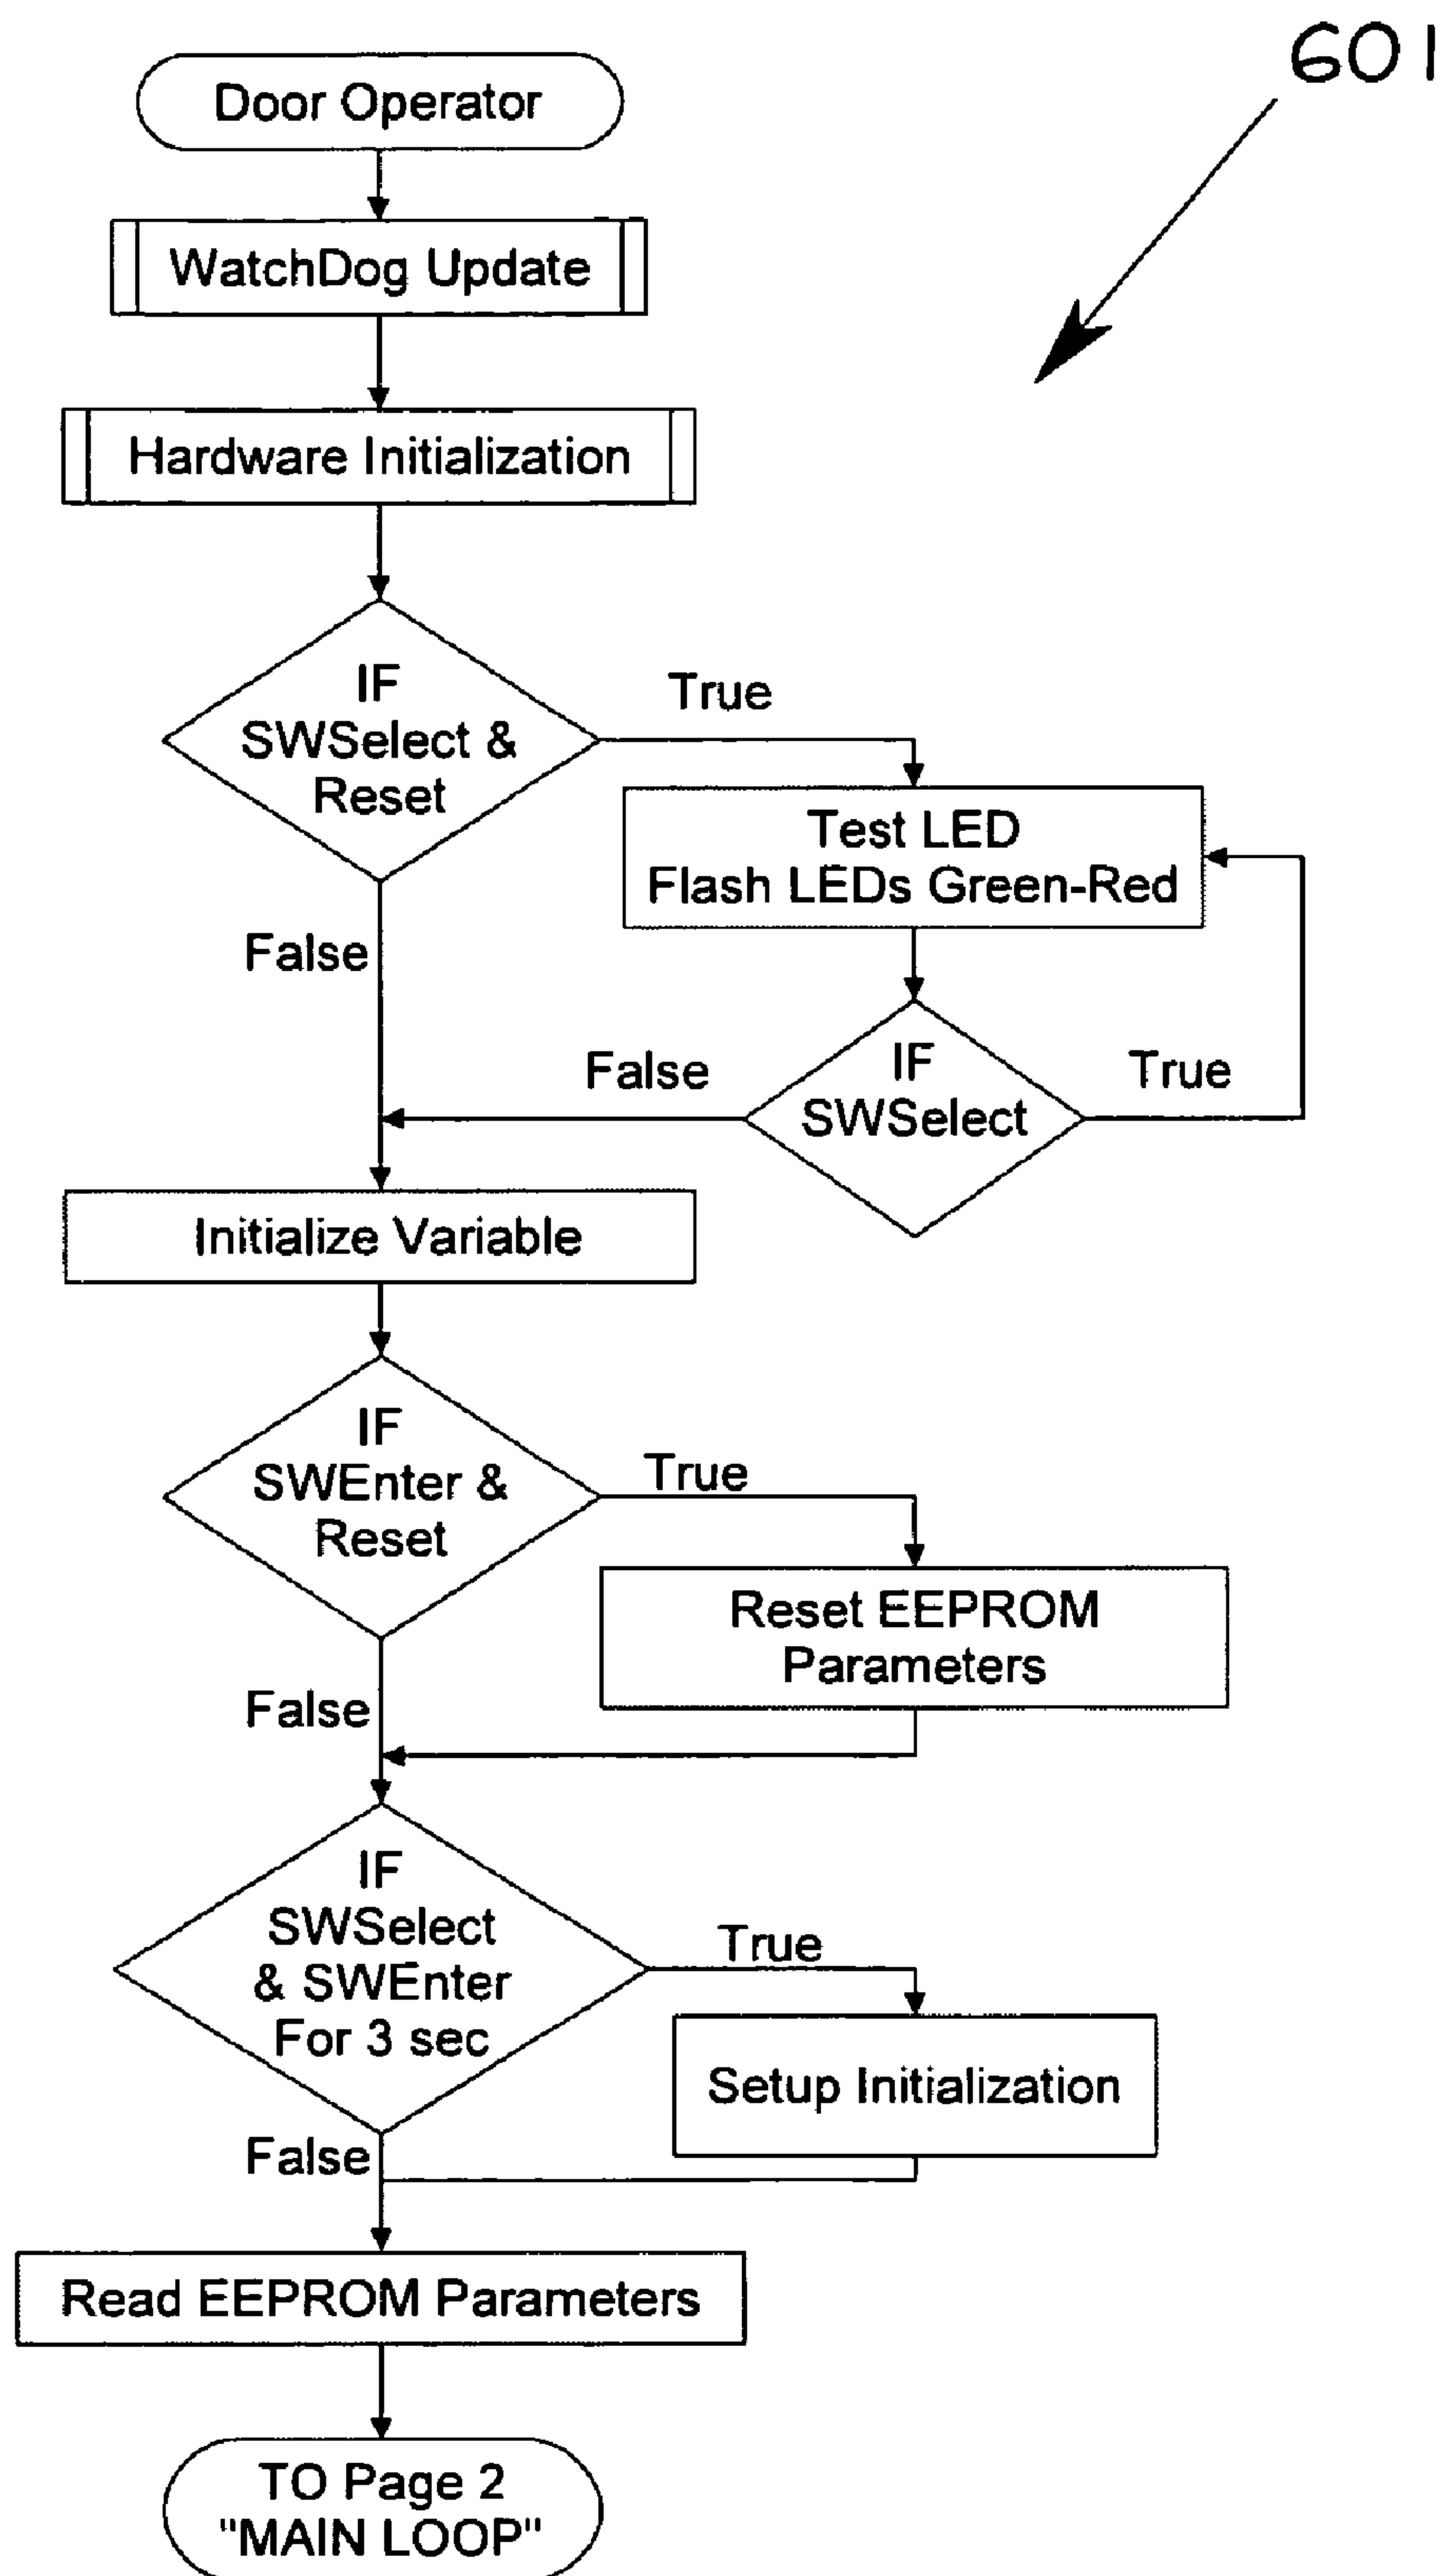 601
Door Operator
WatchDog Update
Hardware Initialization
IF
SWSelect &
Reset
True
Test LED
Flash LEDs Green-Red
False
IF
SWSelect
False
True
Initialize Variable
IF
SWEnter &
Reset
True
Reset EEPROM
Parameters
False
IF
SWSelect
& SWEnter
For 3 sec
True
Setup Initialization
False
Read EEPROM Parameters
TO Page 2
"MAIN LOOP"